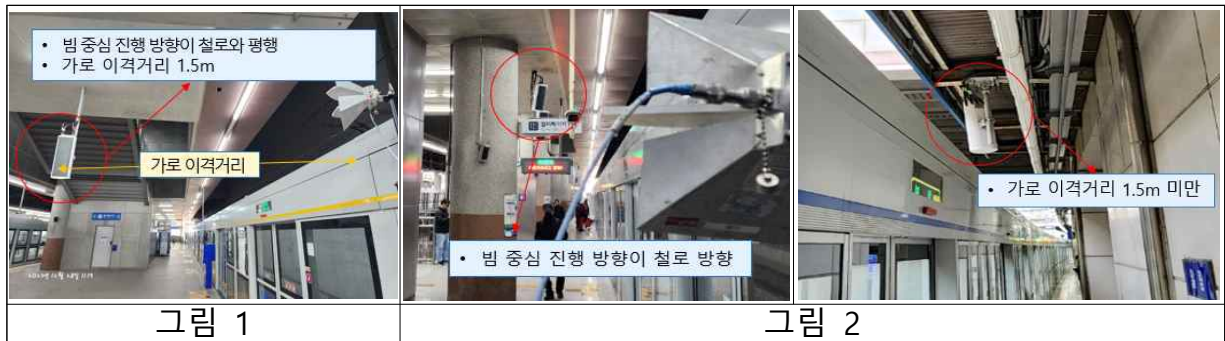 • 빔 중심 진행 방향이 철로와 평행
• 가로 이격거리 1.5m
가로 이격거리
• 빔 중심 진행 방향이 철로 방향
• 가로 이격거리 1.5m 미만
그림 1
그림 2